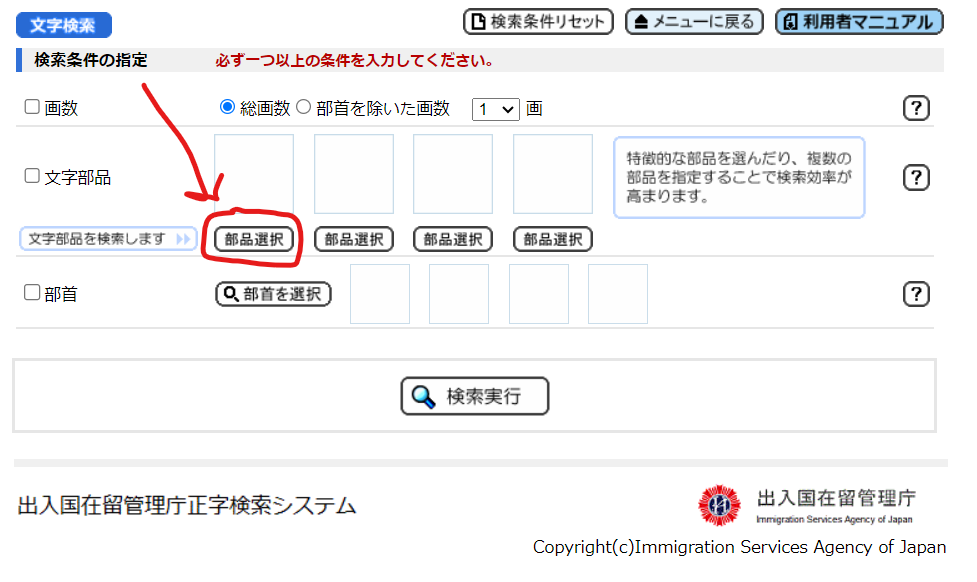 文字検索
検索条件リセット
メニューに戻る
利用者マニュアル
検索条件の指定
必ず一つ以上の条件を入力してください。
画数
総画数 部首を除いた画数 1 画
?
文字部品
特徴的な部品を選んだり、複数の
部品を指定することで検索効率が
高まります。
?
文字部品を検索します
部品選択 部品選択 部品選択 部品選択
部首
部首を選択
?
検索実行
出入国在留管理庁正字検索システム
出入国在留管理庁
Immigration Services Agency of Japan
Copyright(c)Immigration Services Agency of Japan